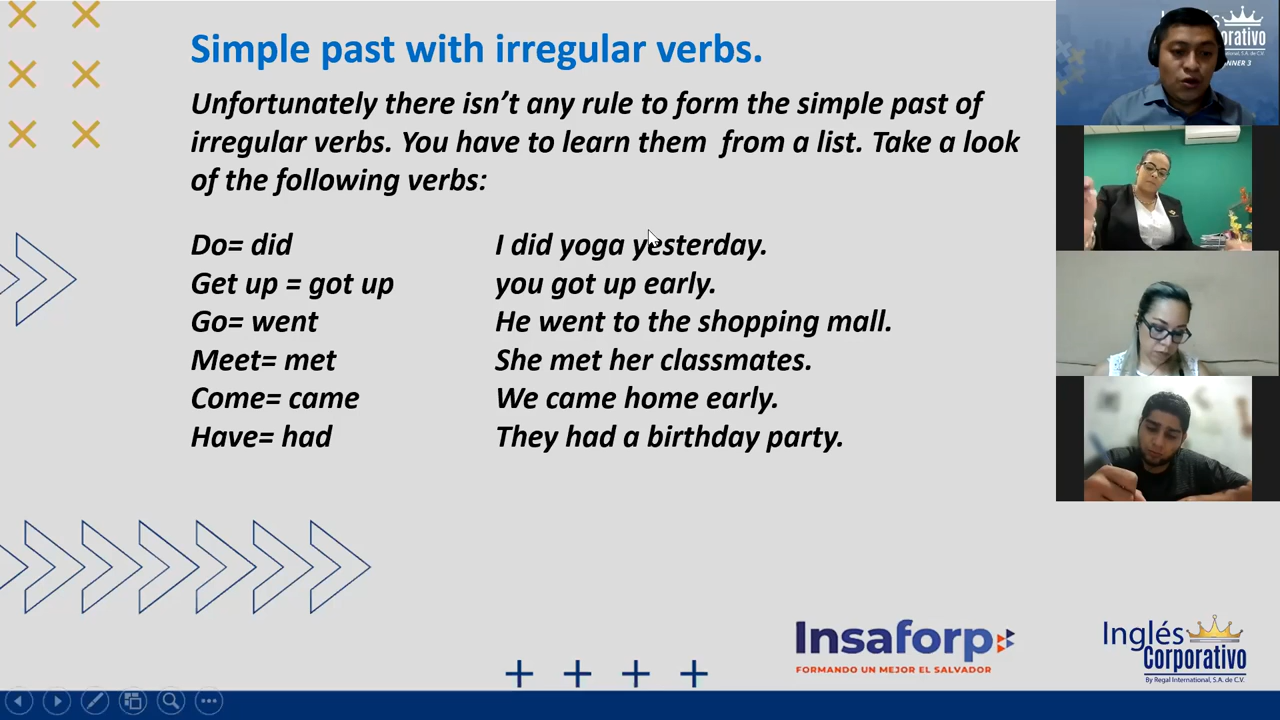 Simple past with irregular verbs.
Unfortunately there isn't any rule to form the simple past of
irregular verbs. You have to learn them from a list. Take a look
of the following verbs:
Do= did I did yoga yesterday.
Get up = got up you got up early.
Go= went He went to the shopping mall.
Meet= met She met her classmates.
Come= came We came home early.
Have= had They had a birthday party.
Insaforp
FORMANDO UN MEJOR EL SALVADOR
Inglés
Corporativo
By Regal International, S.A. de C.V.